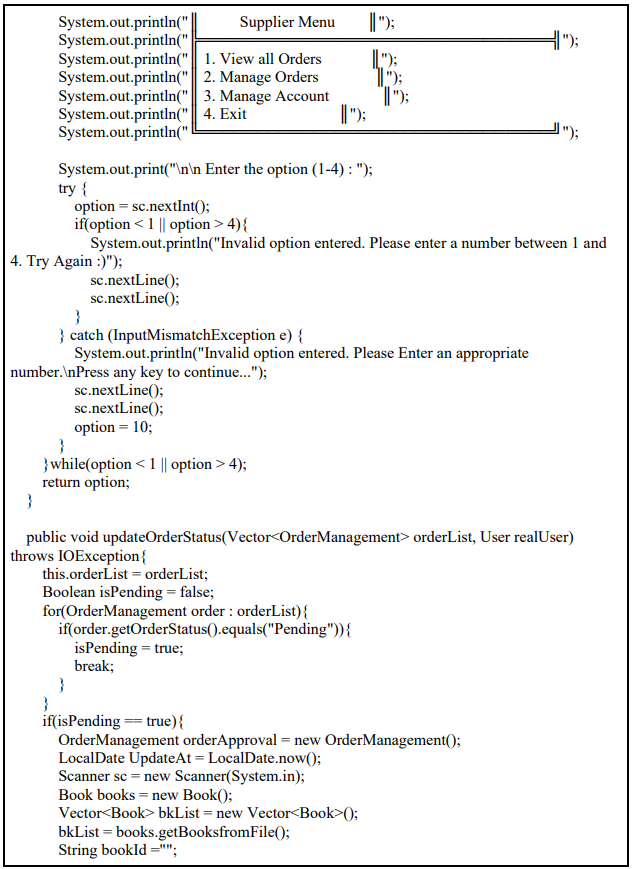 System.out.println("║          Supplier Menu         ║");
System.out.println("╠══════════════════════════════════╣");
System.out.println("║ 1. View all Orders              ║");
System.out.println("║ 2. Manage Orders                ║");
System.out.println("║ 3. Manage Account               ║");
System.out.println("║ 4. Exit                         ║");
System.out.println("╚══════════════════════════════════╝");
System.out.print("\n\n Enter the option (1-4) : ");
try {
option = sc.nextInt();
if(option < 1 || option > 4){
System.out.println("Invalid option entered. Please enter a number between 1 and
4. Try Again :)");
sc.nextLine();
sc.nextLine();
}
} catch (InputMismatchException e) {
System.out.println("Invalid option entered. Please Enter an appropriate
number.\nPress any key to continue...");
sc.nextLine();
sc.nextLine();
option = 10;
}
}while(option < 1 || option > 4);
return option;
}
public void updateOrderStatus(Vector<OrderManagement> orderList, User realUser)
throws IOException{
this.orderList = orderList;
Boolean isPending = false;
for(OrderManagement order : orderList){
if(order.getOrderStatus().equals("Pending")){
isPending = true;
break;
}
}
if(isPending == true){
OrderManagement orderApproval = new OrderManagement();
LocalDate UpdateAt = LocalDate.now();
Scanner sc = new Scanner(System.in);
Book books = new Book();
Vector<Book> bkList = new Vector<Book>();
bkList = books.getBooksfromFile();
String bookId ="";